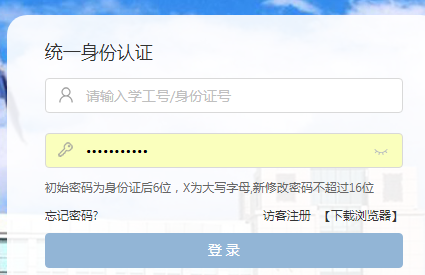 统一身份认证
请输入学工号/身份证号
•••••••••••
初始密码为身份证后6位，X为大写字母,新修改密码不超过16位
忘记密码? 访客注册 【下载浏览器】
登 录